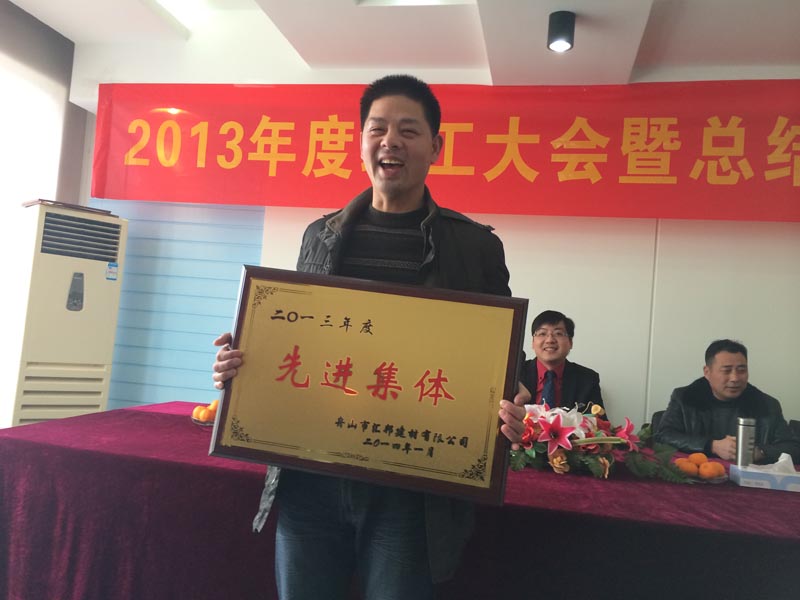 2013年度 工大会暨总结
二〇一三年度
先进集体
舟山市汇邦建材有限公司
二〇一四年一月